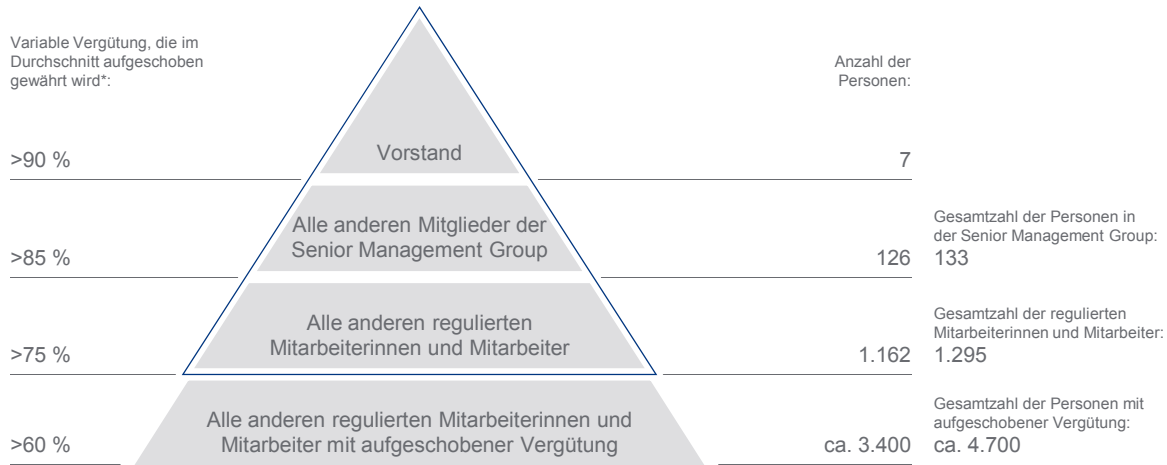 Variable Vergütung, die im
Durchschnitt aufgeschoben
gewährt wird*:
Anzahl der
Personen:
>90 %
Vorstand
7
Alle anderen Mitglieder der
Senior Management Group
>85 %
126
Gesamtzahl der Personen in
der Senior Management Group:
133
Alle anderen regulierten
Mitarbeiterinnen und Mitarbeiter
>75 %
1.162
Gesamtzahl der regulierten
Mitarbeiterinnen und Mitarbeiter:
1.295
Alle anderen regulierten Mitarbeiterinnen und
Mitarbeiter mit aufgeschobener Vergütung
>60 %
ca. 3.400
Gesamtzahl der Personen mit
aufgeschobener Vergütung:
ca. 4.700